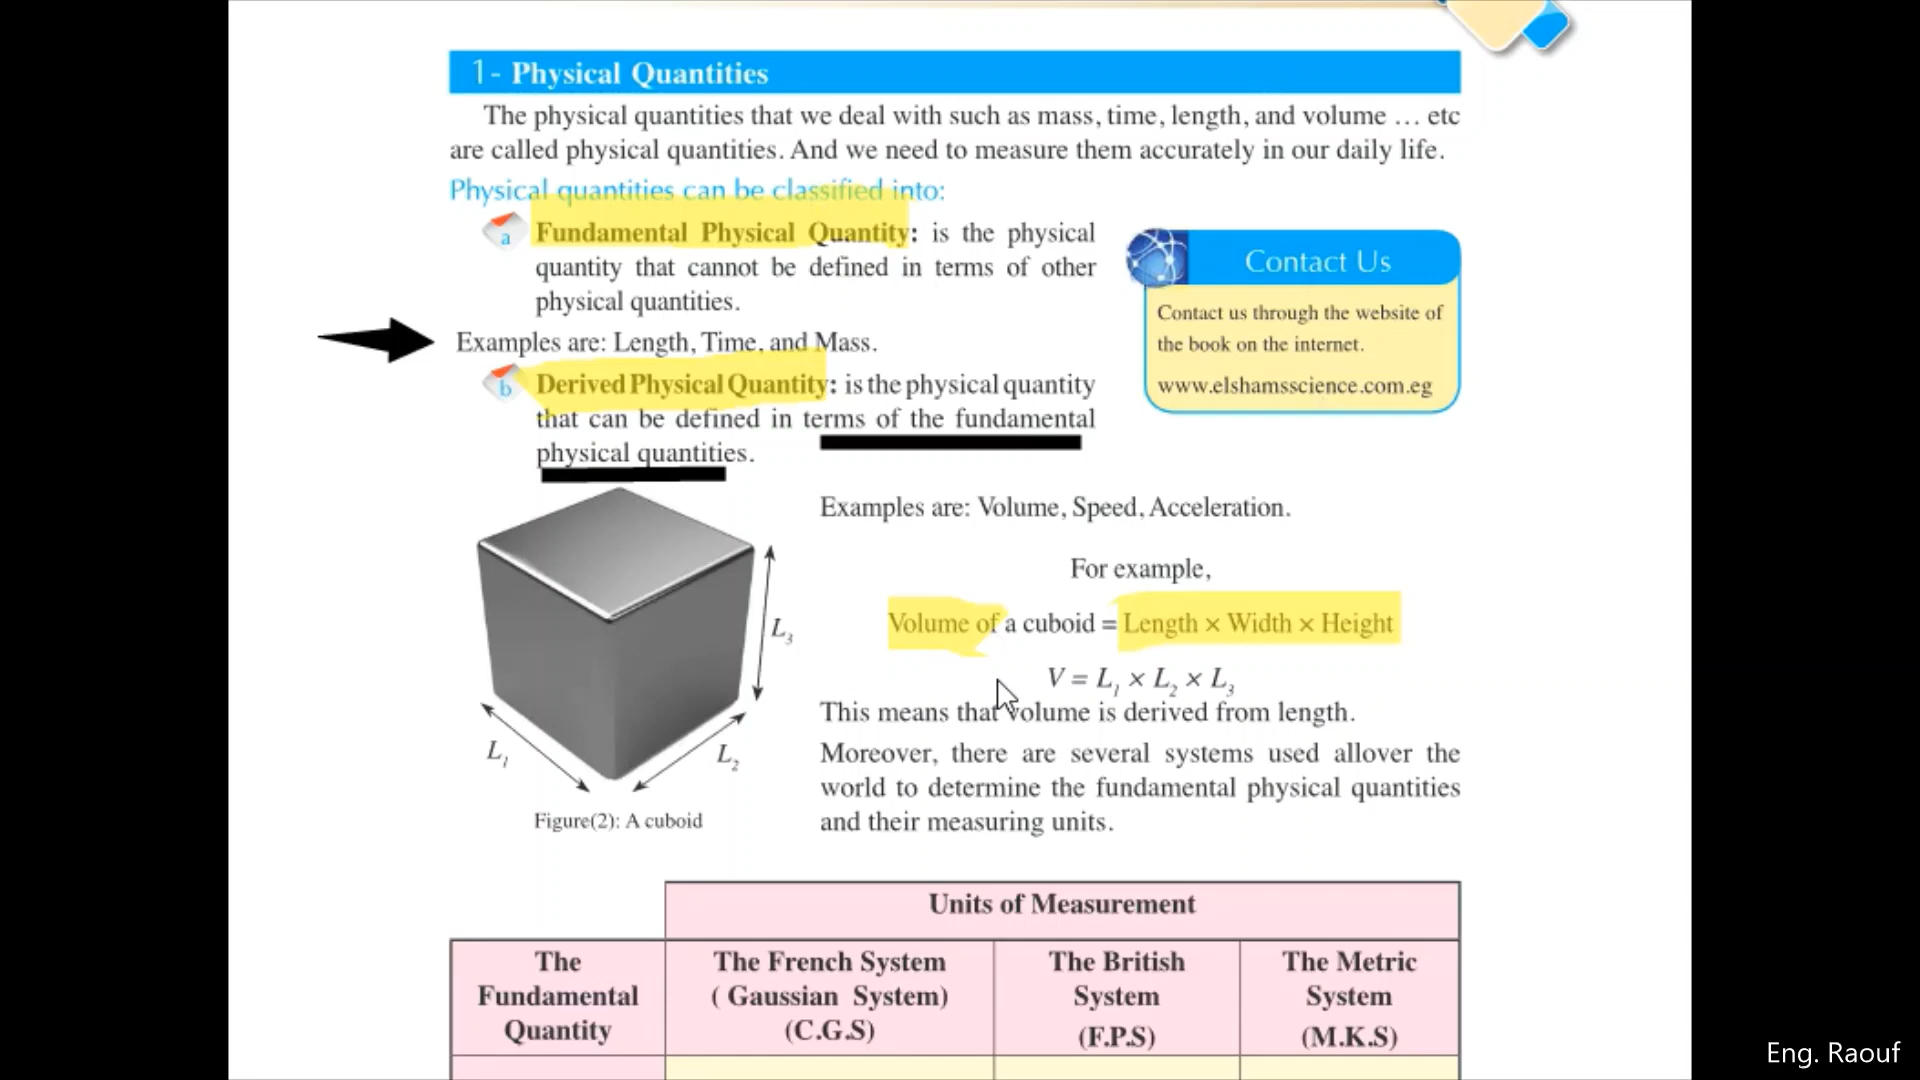 1- Physical Quantities
The physical quantities that we deal with such as mass, time, length, and volume … etc
are called physical quantities. And we need to measure them accurately in our daily life.
Physical quantities can be classified into:
a Fundamental Physical Quantity: is the physical
quantity that cannot be defined in terms of other
physical quantities.
Examples are: Length, Time, and Mass.
b Derived Physical Quantity: is the physical quantity
that can be defined in terms of the fundamental
physical quantities.
Contact Us
Contact us through the website of
the book on the internet.
www.elshamsscience.com.eg
L₃
L₁
L₂
Figure(2): A cuboid
Examples are: Volume, Speed, Acceleration.
For example,
Volume of a cuboid = Length × Width × Height
V = L₁ × L₂ × L₃
This means that volume is derived from length.
Moreover, there are several systems used allover the
world to determine the fundamental physical quantities
and their measuring units.
Units of Measurement
The
Fundamental
Quantity
The French System
( Gaussian System)
(C.G.S)
The British
System
(F.P.S)
The Metric
System
(M.K.S)
Eng. Raouf